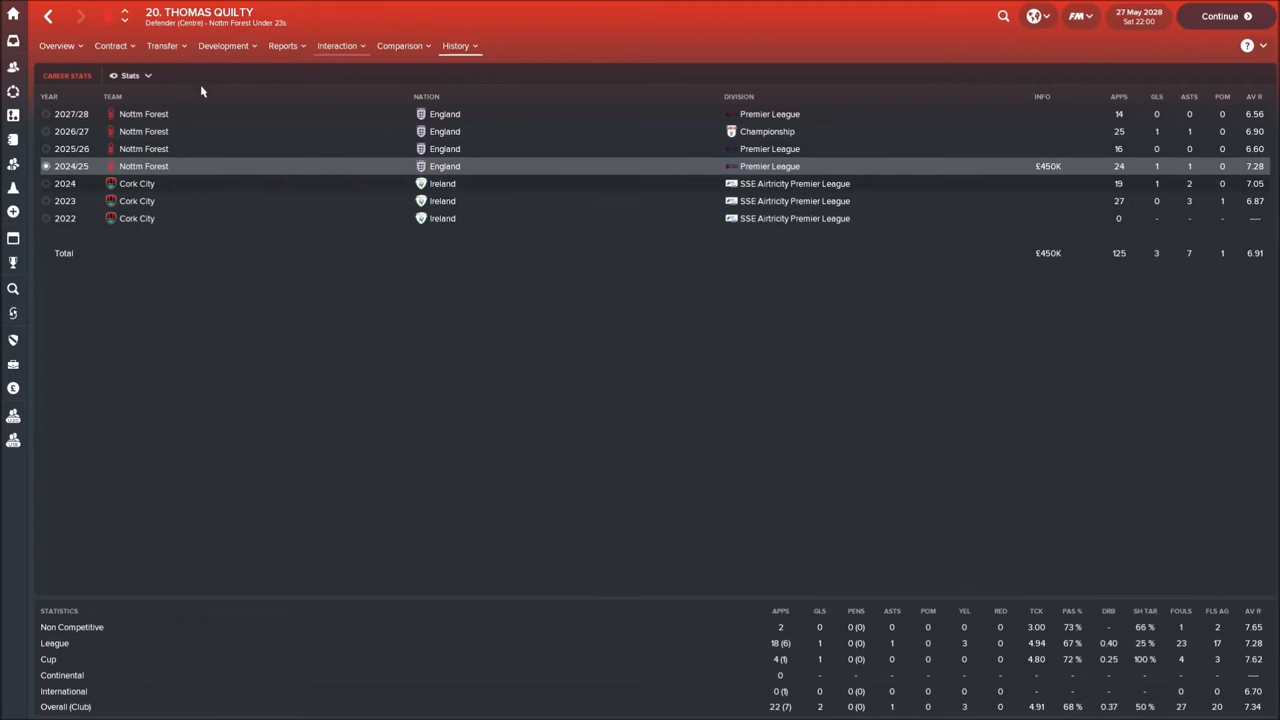 20. THOMAS QUILTY
Defender (Centre) - Nottm Forest Under 23s
FM
27 May 2028
Sat 22:00
Continue
Overview Contract Transfer Development Reports Interaction Comparison History
?
CAREER STATS Stats
YEAR TEAM NATION DIVISION INFO APPS GLS ASTS POM AV R
2027/28 Nottm Forest England Premier League 14 0 0 0 6.56
2026/27 Nottm Forest England Championship 25 1 1 0 6.90
2025/26 Nottm Forest England Premier League 16 0 0 0 6.60
2024/25 Nottm Forest England Premier League £450K 24 1 1 0 7.28
2024 Cork City Ireland SSE Airtricity Premier League 19 1 2 0 7.05
2023 Cork City Ireland SSE Airtricity Premier League 27 0 3 1 6.87
2022 Cork City Ireland SSE Airtricity Premier League 0 - - - ----
Total £450K 125 3 7 1 6.91
STATISTICS APPS GLS PENS ASTS POM YEL RED TCK PAS % DRB SH TAR FOULS FLS AG AV R
Non Competitive 2 0 0 (0) 0 0 0 0 3.00 73 % - 66 % 1 2 7.65
League 18 (6) 1 0 (0) 1 0 3 0 4.94 67 % 0.40 25 % 23 17 7.28
Cup 4 (1) 1 0 (0) 0 0 0 0 4.80 72 % 0.25 100 % 4 3 7.62
Continental 0 - - - - - - - - - - - - ----
International 0 (1) 0 0 (0) 0 0 0 0 - - - - 0 0 6.70
Overall (Club) 22 (7) 2 0 (0) 1 0 3 0 4.91 68 % 0.37 50 % 27 20 7.34